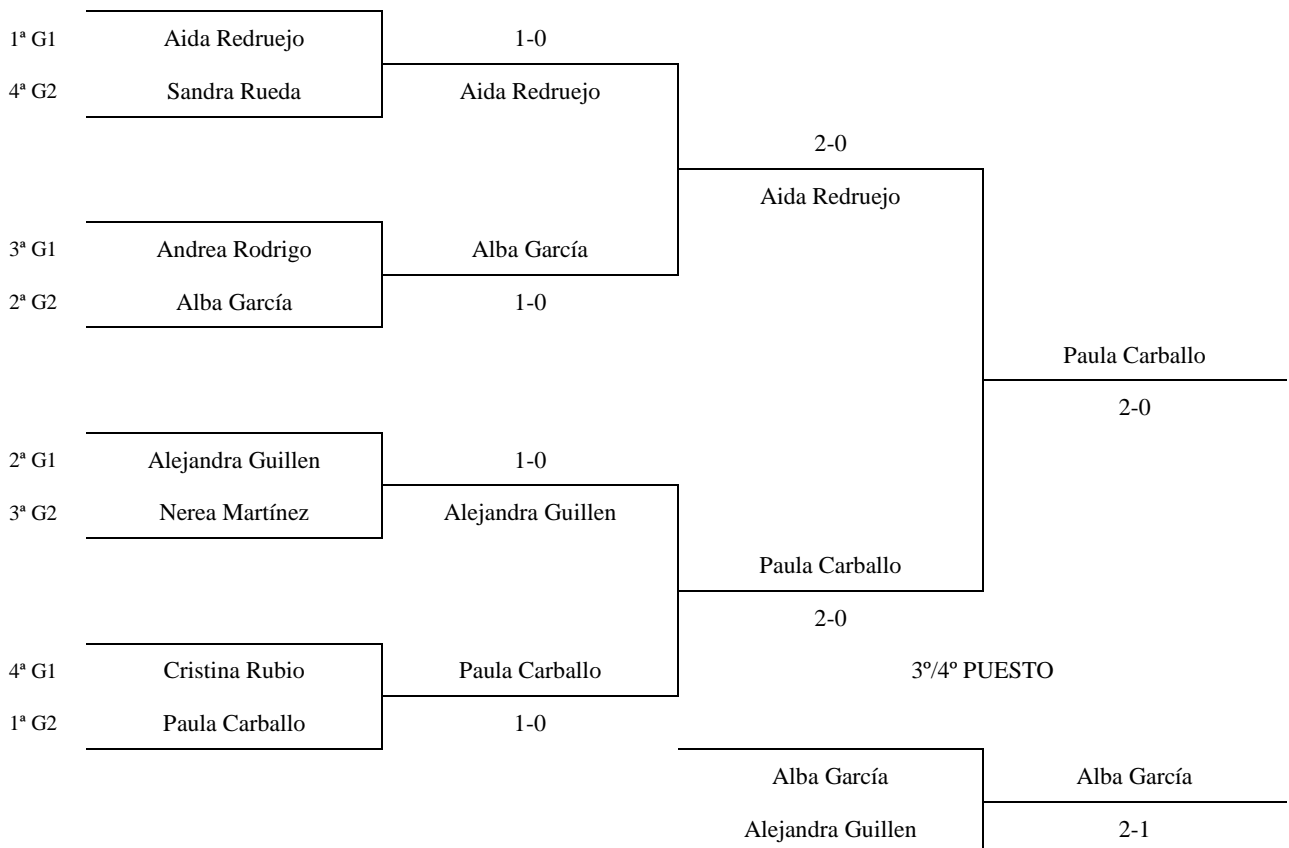 1ª G1 Aida Redruejo 1-0
4ª G2 Sandra Rueda Aida Redruejo
2-0
Aida Redruejo
3ª G1 Andrea Rodrigo Alba García
2ª G2 Alba García 1-0
Paula Carballo
2-0
2ª G1 Alejandra Guillen 1-0
3ª G2 Nerea Martínez Alejandra Guillen
Paula Carballo
2-0
4ª G1 Cristina Rubio Paula Carballo 3º/4º PUESTO
1ª G2 Paula Carballo 1-0
Alba García Alba García
Alejandra Guillen 2-1